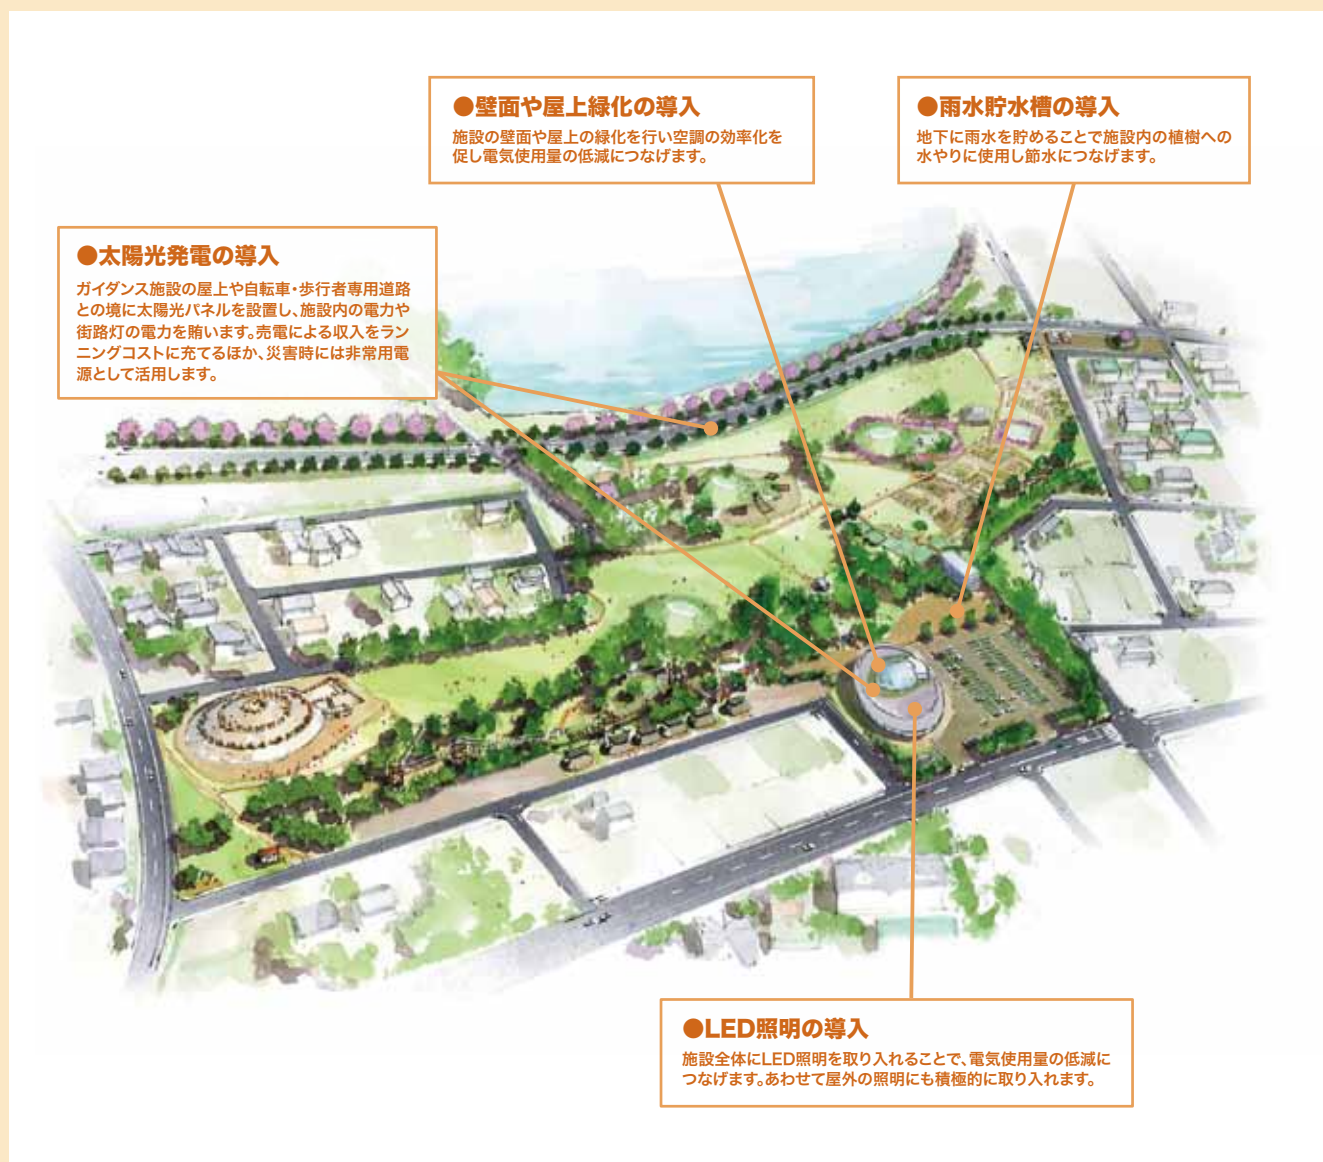 ●壁面や屋上緑化の導入
施設の壁面や屋上の緑化を行い空調の効率化を
促し電気使用量の低減につなげます。
●雨水貯水槽の導入
地下に雨水を貯めることで施設内の植樹への
水やりに使用し節水につなげます。
●太陽光発電の導入
ガイダンス施設の屋上や自転車・歩行者専用道路
との境に太陽光パネルを設置し、施設内の電力や
街路灯の電力を賄います。売電による収入をラン
ニングコストに充てるほか、災害時には非常用電
源として活用します。
●LED照明の導入
施設全体にLED照明を取り入れることで、電気使用量の低減に
つなげます。あわせて屋外の照明にも積極的に取り入れます。